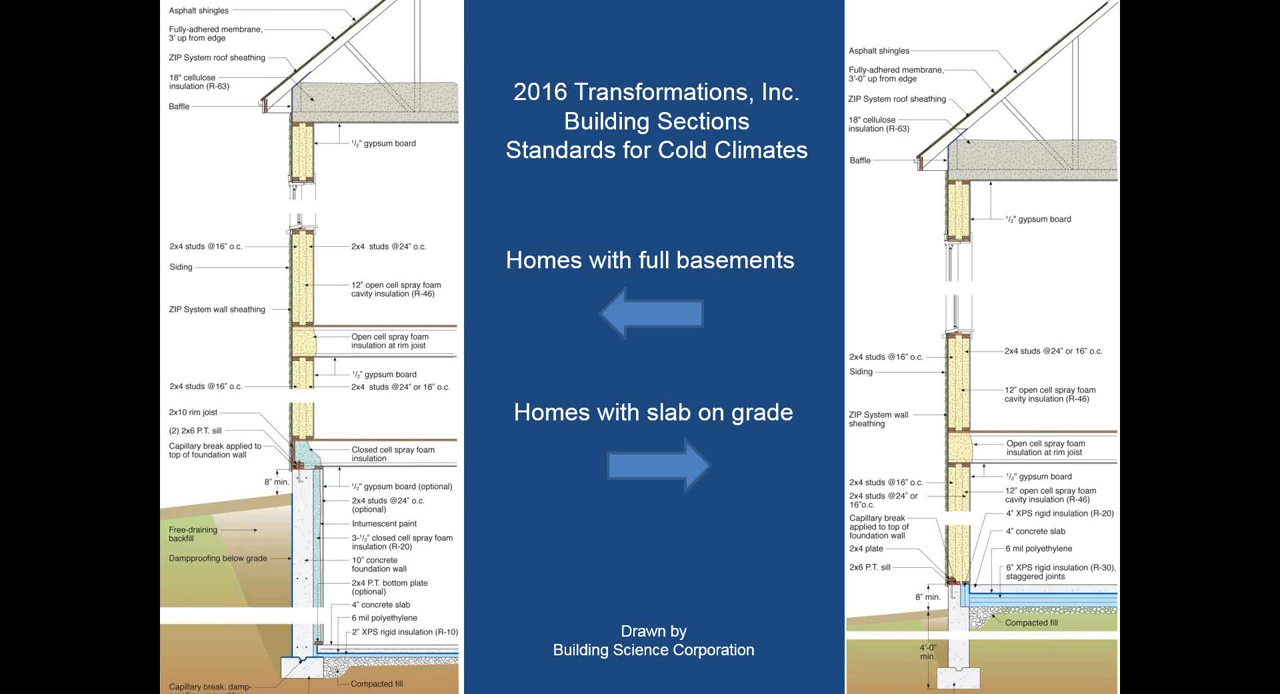 Asphalt shingles
Fully-adhered membrane,
3' up from edge
ZIP System roof sheathing
18" cellulose
insulation (R-63)
Baffle
1/2" gypsum board
2x4 studs @16" o.c.
2x4 studs @24" o.c.
Siding
12" open cell spray foam
cavity insulation (R-46)
ZIP System wall sheathing
Open cell spray foam
insulation at rim joist
1/2" gypsum board
2x4 studs @16" o.c.
2x4 studs @24" or 16" o.c.
2x10 rim joist
(2) 2x6 P.T. sill
Capillary break applied to
top of foundation wall
Closed cell spray foam
insulation
8" min.
1/2" gypsum board (optional)
2x4 studs @24" o.c.
(optional)
Intumescent paint
Free-draining
backfill
3-1/2" closed cell spray foam
insulation (R-20)
Dampproofing below grade
10" concrete
foundation wall
2x4 P.T. bottom plate
(optional)
4" concrete slab
6 mil polyethylene
2" XPS rigid insulation (R-10)
Compacted fill
Capillary break: damp-
2016 Transformations, Inc.
Building Sections
Standards for Cold Climates
Homes with full basements
Homes with slab on grade
Drawn by
Building Science Corporation
Asphalt shingles
Fully-adhered membrane,
3'-0" up from edge
ZIP System roof sheathing
18" cellulose
insulation (R-63)
Baffle
1/2" gypsum board
2x4 studs @16" o.c.
2x4 studs @24" or 16" o.c.
Siding
12" open cell spray foam
cavity insulation (R-46)
ZIP System wall
sheathing
Open cell spray foam
insulation at rim joist
1/2" gypsum board
2x4 studs @16" o.c.
2x4 studs @24" or
16"o.c.
12" open cell spray foam
cavity insulation (R-46)
4" XPS rigid insulation (R-20)
Capillary break
applied to top of
foundation wall
4" concrete slab
2x4 plate
6 mil polyethylene
2x6 P.T. sill
6" XPS rigid insulation (R-30),
staggered joints
8" min.
Compacted fill
4'-0"
min.